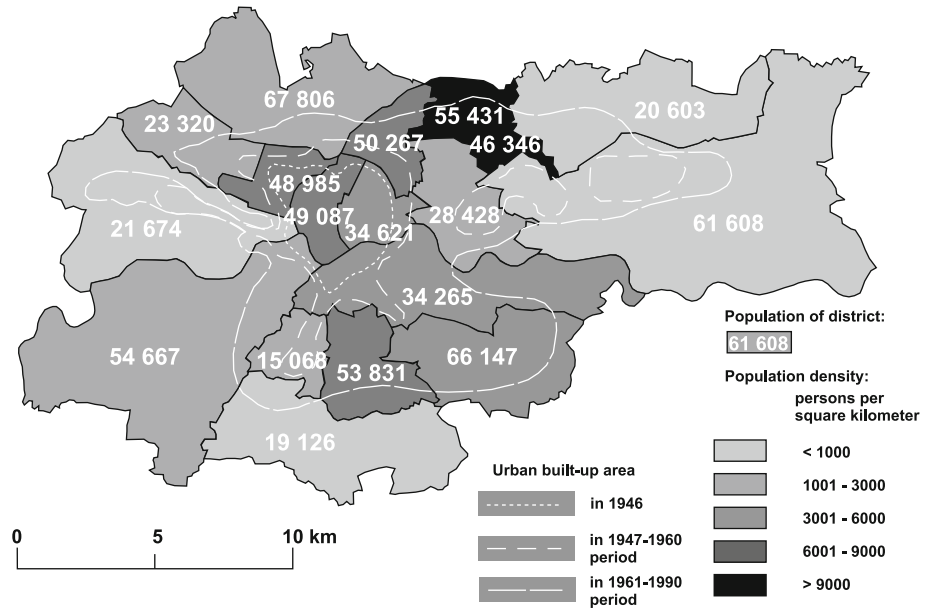 67 806
23 320
55 431
20 603
50 267
46 346
48 985
49 087
34 621
28 428
21 674
61 608
34 265
54 667
15 068
53 831
66 147
19 126
Population of district:
61 608
Population density:
persons per
square kilometer
< 1000
1001 - 3000
3001 - 6000
6001 - 9000
> 9000
Urban built-up area
in 1946
in 1947-1960
period
in 1961-1990
period
0 5 10 km